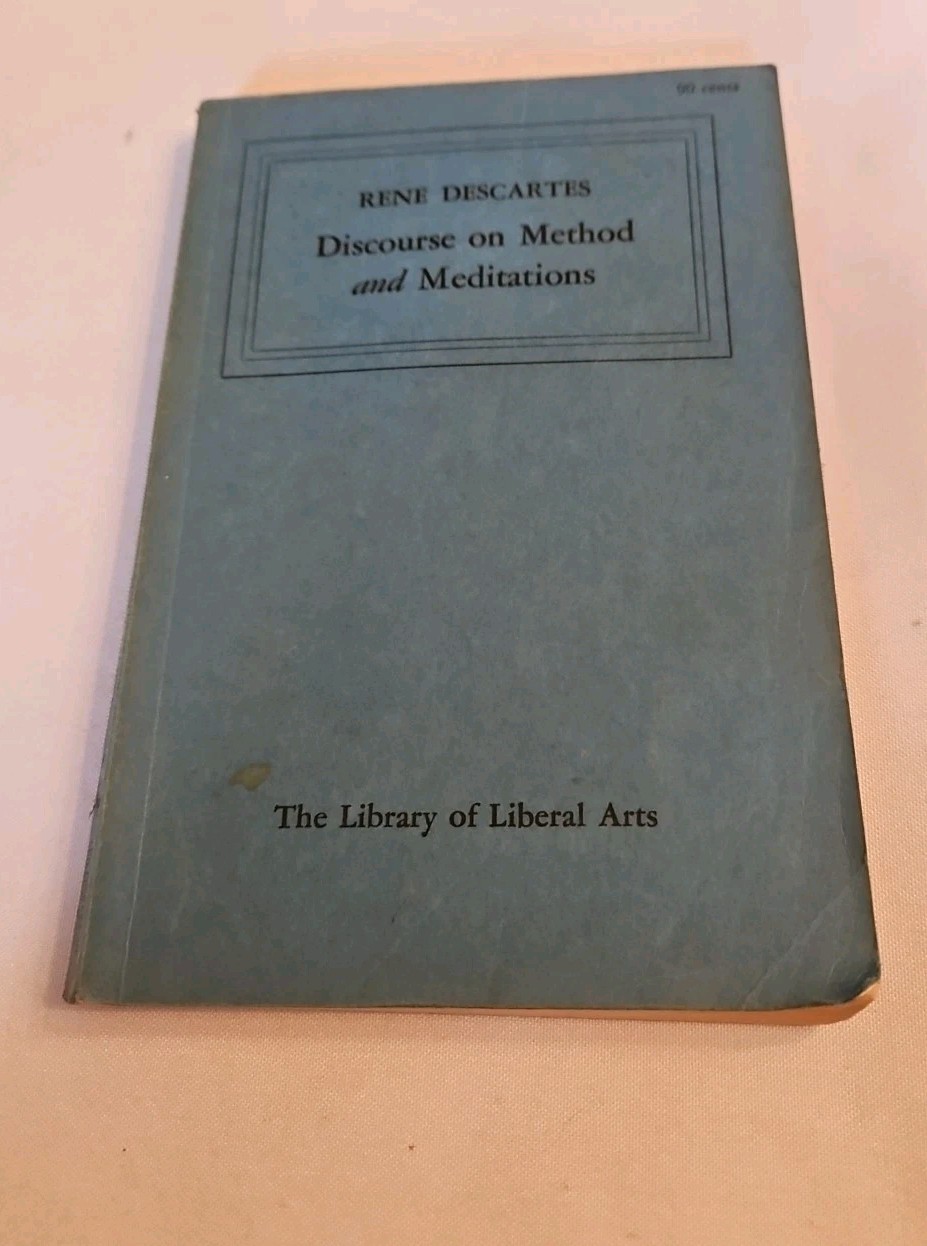 RENE DESCARTES
Discourse on Method
and Meditations
The Library of Liberal Arts